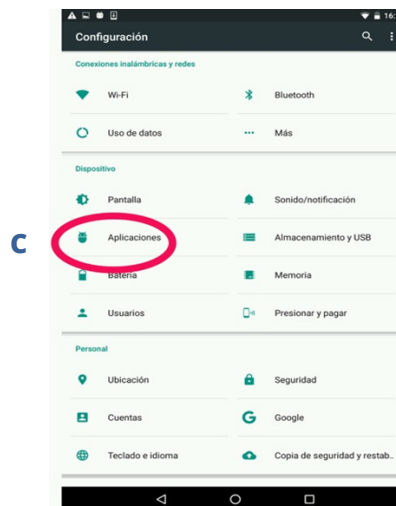 16:
Configuración
Conexiones inalámbricas y redes
Wi-Fi
Bluetooth
Uso de datos
Más
Dispositivo
Pantalla
Sonido/notificación
C
Aplicaciones
Almacenamiento y USB
Batería
Memoria
Usuarios
Presionar y pagar
Personal
Ubicación
Seguridad
Cuentas
Google
Teclado e idioma
Copia de seguridad y restab..